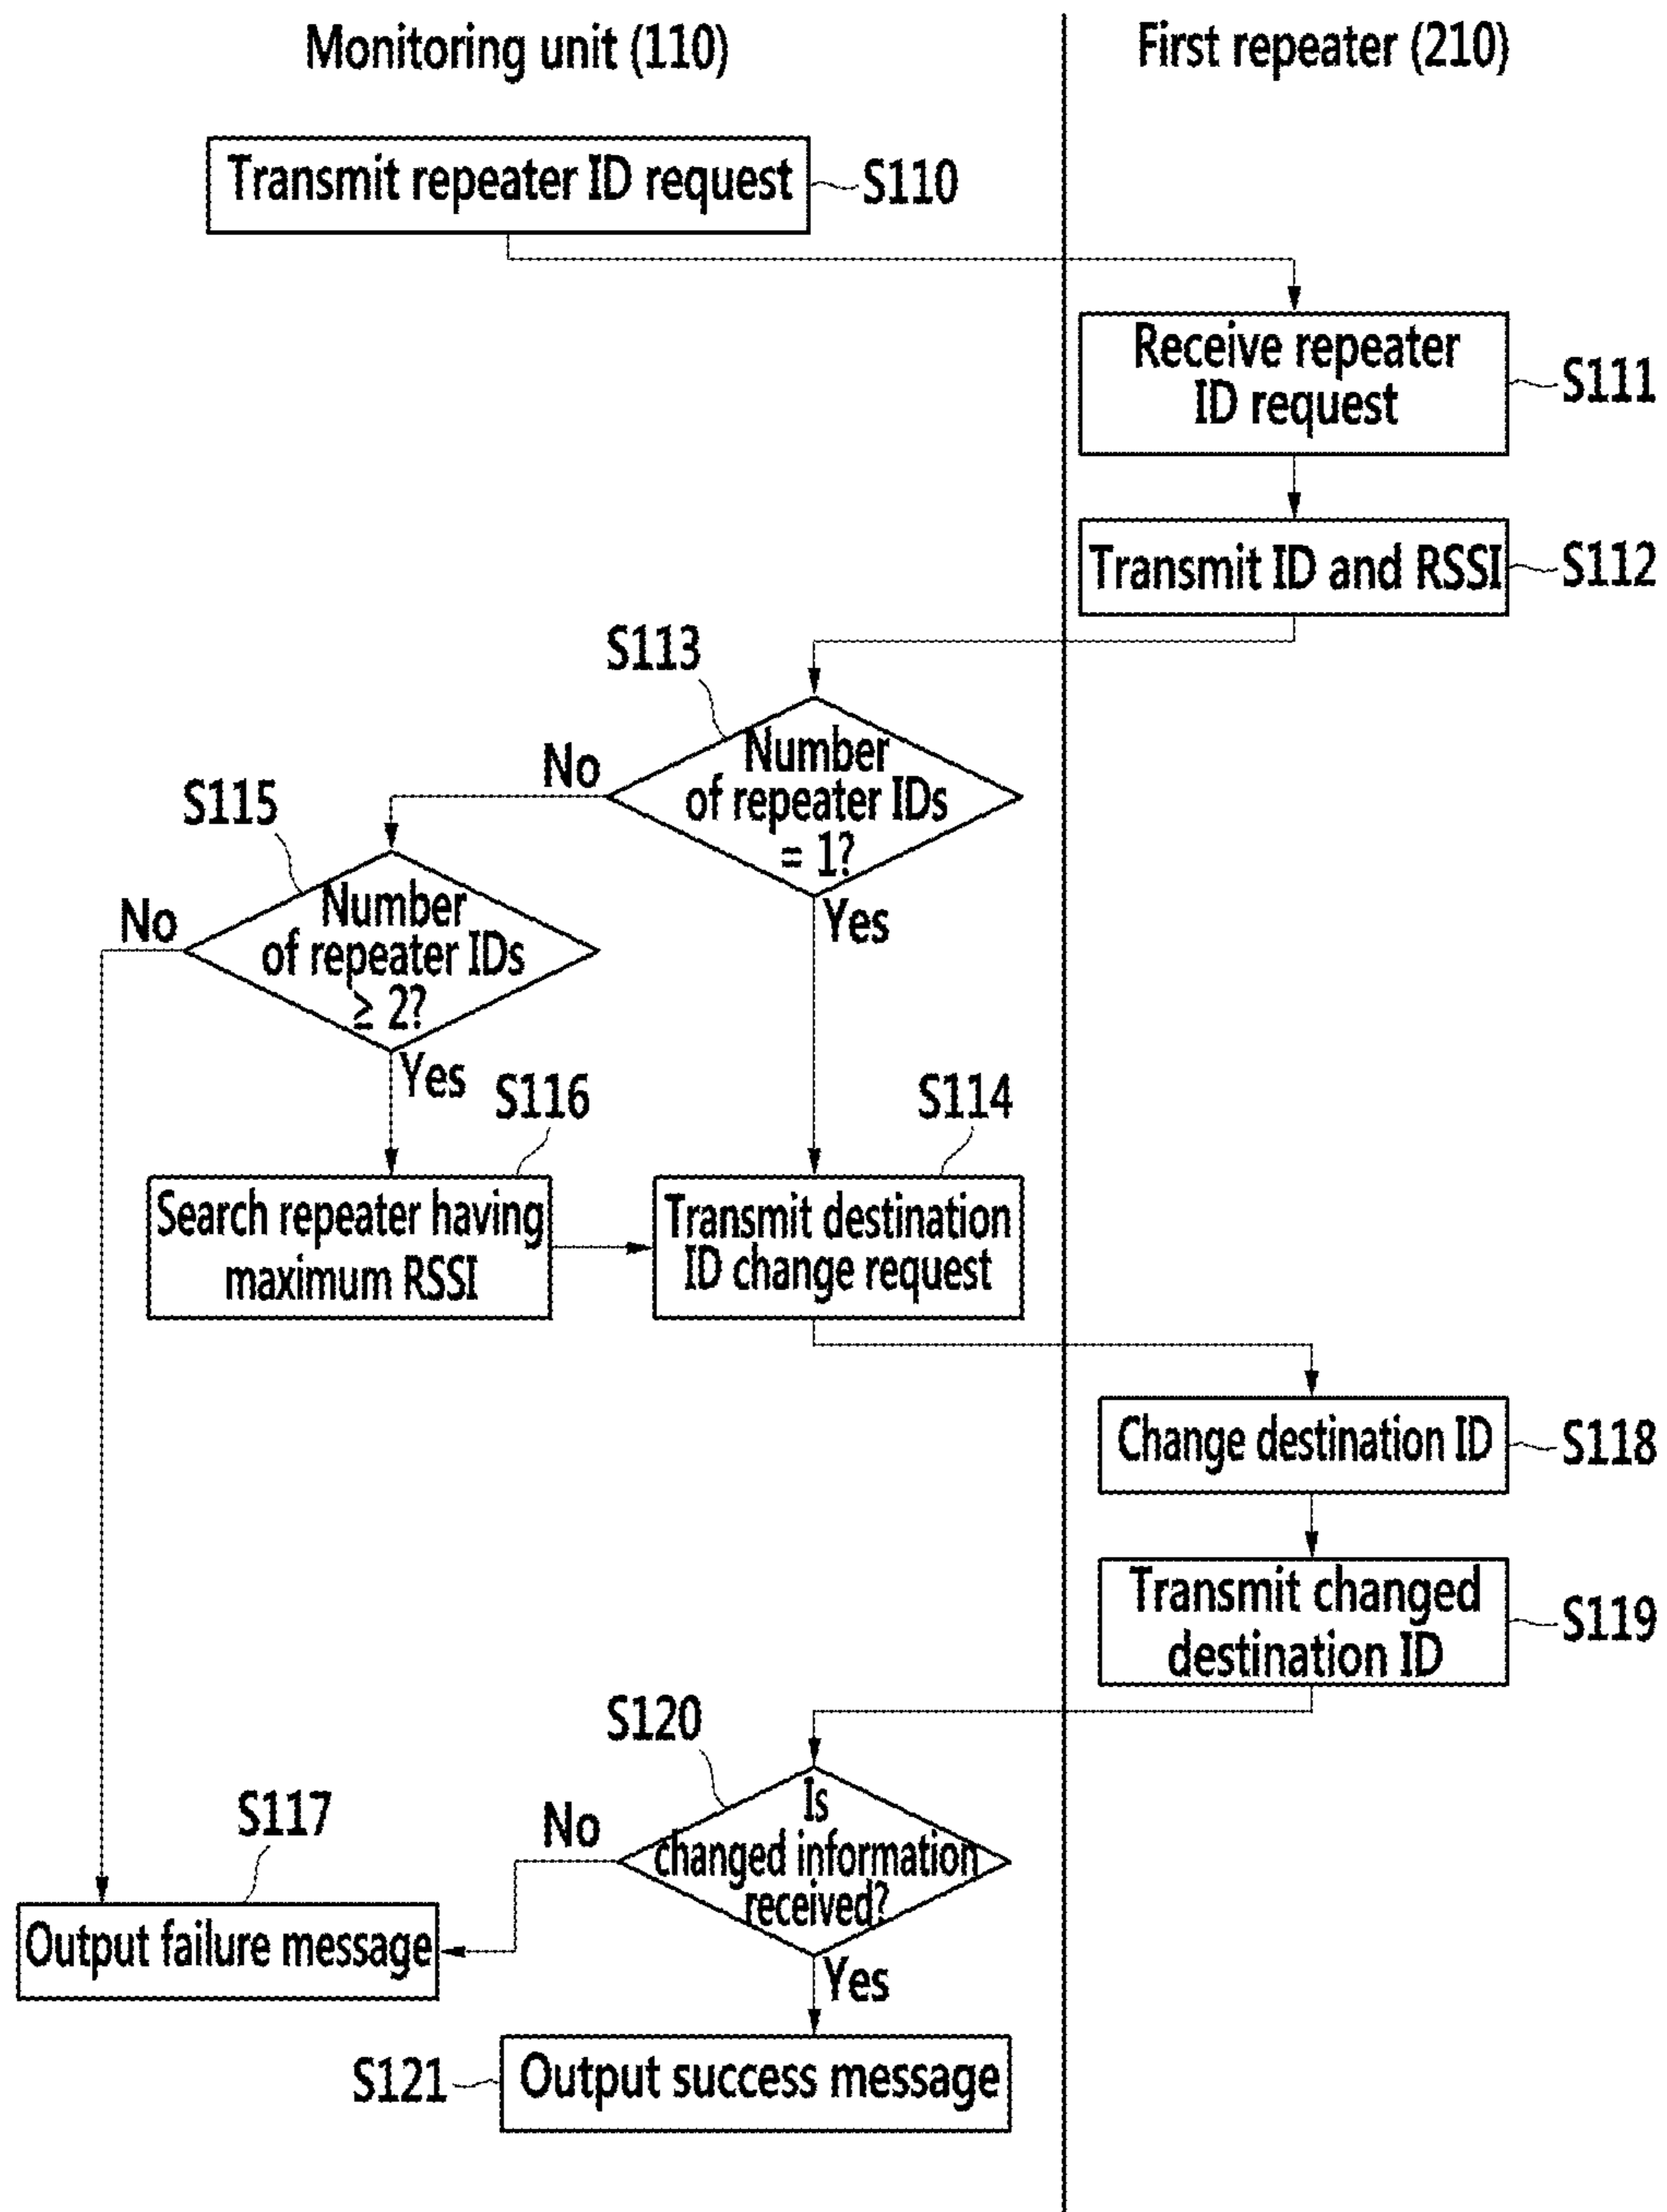 Monitoring unit (110)
First repeater (210)
Transmit repeater ID request
S110
Receive repeater
ID request
S111
Transmit ID and RSSI
S112
S113
Number
of repeater IDs
= 1?
No
Yes
S115
Number
of repeater IDs
≥ 2?
No
Yes
S116
Search repeater having
maximum RSSI
S114
Transmit destination
ID change request
Change destination ID
S118
Transmit changed
destination ID
S119
S120
Is
changed information
received?
No
Yes
S117
Output failure message
S121
Output success message